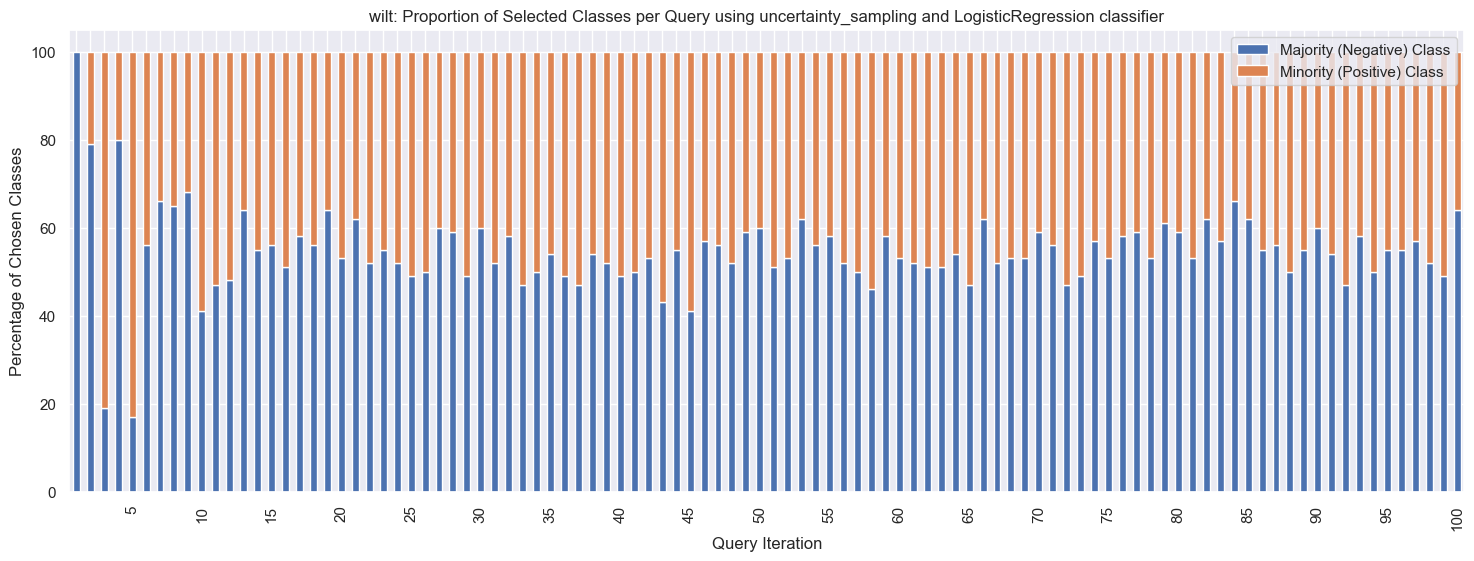 wilt: Proportion of Selected Classes per Query using uncertainty_sampling and LogisticRegression classifier
Majority (Negative) Class
Minority (Positive) Class
Percentage of Chosen Classes
100
80
60
40
20
0
5 10 15 20 25 30 35 40 45 50 55 60 65 70 75 80 85 90 95 100
Query Iteration